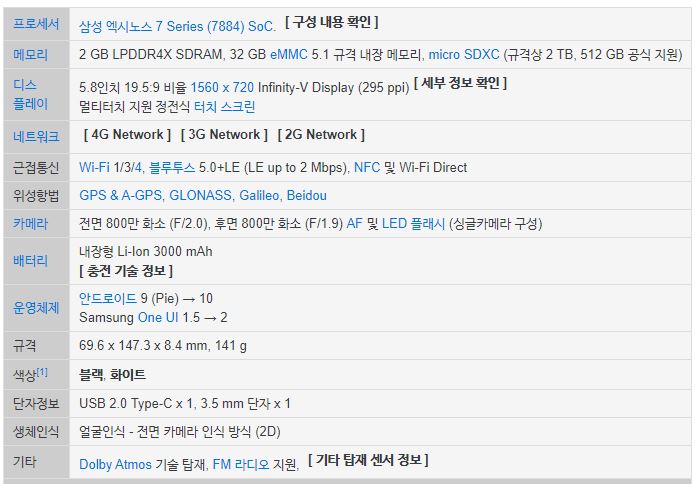 프로세서 삼성 엑시노스 7 Series (7884) SoC. [ 구성 내용 확인 ]
메모리 2 GB LPDDR4X SDRAM, 32 GB eMMC 5.1 규격 내장 메모리, micro SDXC (규격상 2 TB, 512 GB 공식 지원)
디스
플레이
5.8인치 19.5:9 비율 1560 x 720 Infinity-V Display (295 ppi) [ 세부 정보 확인 ]
멀티터치 지원 정전식 터치 스크린
네트워크 [ 4G Network ] [ 3G Network ] [ 2G Network ]
근접통신 Wi-Fi 1/3/4, 블루투스 5.0+LE (LE up to 2 Mbps), NFC 및 Wi-Fi Direct
위성항법 GPS & A-GPS, GLONASS, Galileo, Beidou
카메라 전면 800만 화소 (F/2.0), 후면 800만 화소 (F/1.9) AF 및 LED 플래시 (싱글카메라 구성)
배터리
내장형 Li-Ion 3000 mAh
[ 충전 기술 정보 ]
운영체제
안드로이드 9 (Pie) → 10
Samsung One UI 1.5 → 2
규격 69.6 x 147.3 x 8.4 mm, 141 g
색상[1] 블랙, 화이트
단자정보 USB 2.0 Type-C x 1, 3.5 mm 단자 x 1
생체인식 얼굴인식 - 전면 카메라 인식 방식 (2D)
기타 Dolby Atmos 기술 탑재, FM 라디오 지원, [ 기타 탑재 센서 정보 ]